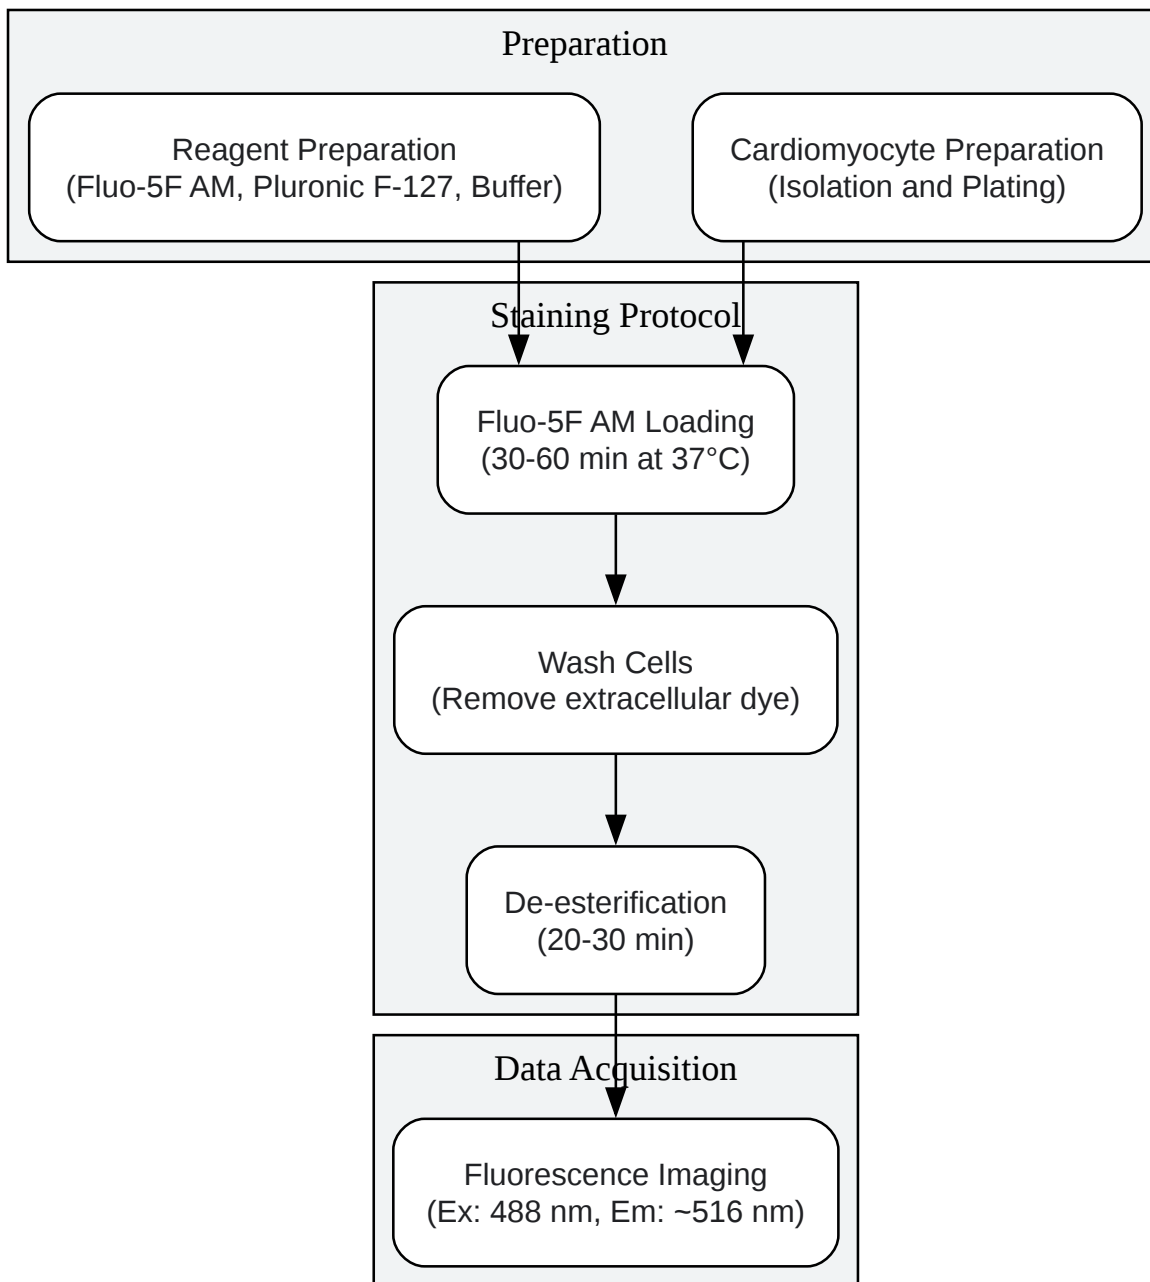 Preparation
Reagent Preparation
(Fluo-5F AM, Pluronic F-127, Buffer)
Cardiomyocyte Preparation
(Isolation and Plating)
Staining Protocol
Fluo-5F AM Loading
(30-60 min at 37°C)
Wash Cells
(Remove extracellular dye)
De-esterification
(20-30 min)
Data Acquisition
Fluorescence Imaging
(Ex: 488 nm, Em: ~516 nm)